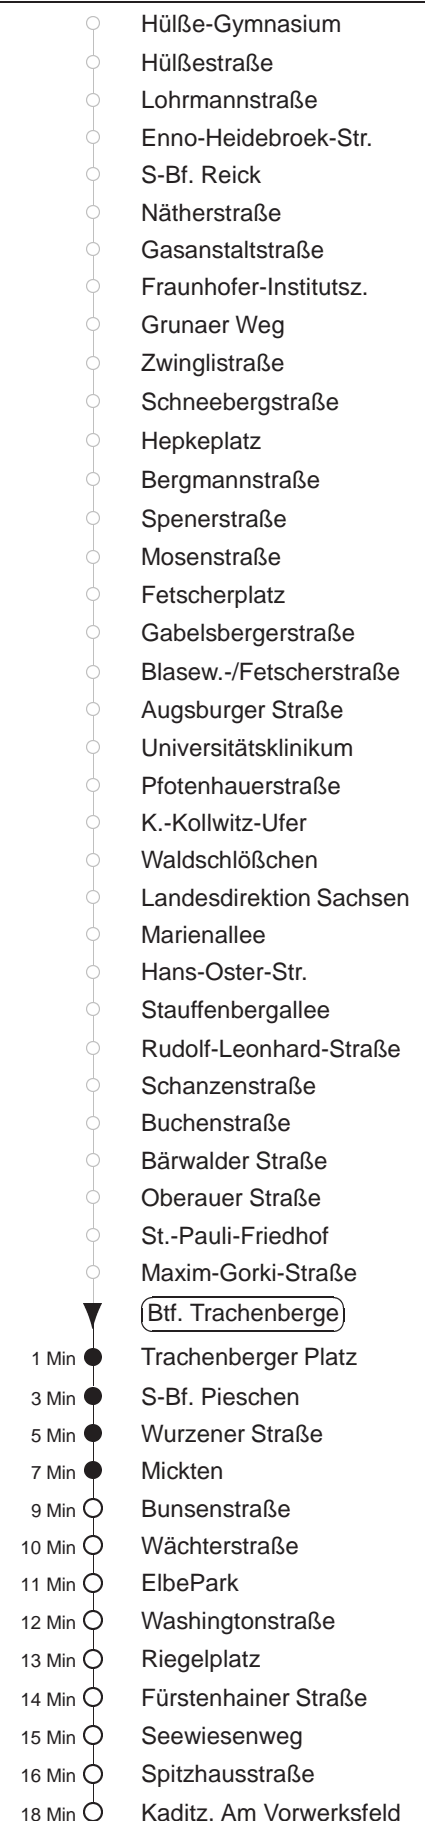 Hülße-Gymnasium
Hülßestraße
Lohrmannstraße
Enno-Heidebroek-Str.
S-Bf. Reick
Nätherstraße
Gasanstaltstraße
Fraunhofer-Institutsz.
Grunaer Weg
Zwinglistraße
Schneebergstraße
Hepkeplatz
Bergmannstraße
Spenerstraße
Mosenstraße
Fetscherplatz
Gabelsbergerstraße
Blasew.-/Fetscherstraße
Augsburger Straße
Universitätsklinikum
Pfotenhauerstraße
K.-Kollwitz-Ufer
Waldschlößchen
Landesdirektion Sachsen
Marienallee
Hans-Oster-Str.
Stauffenbergallee
Rudolf-Leonhard-Straße
Schanzenstraße
Buchenstraße
Bärwalder Straße
Oberauer Straße
St.-Pauli-Friedhof
Maxim-Gorki-Straße
Btf. Trachenberge
1 Min Trachenberger Platz
3 Min S-Bf. Pieschen
5 Min Wurzener Straße
7 Min Mickten
9 Min Bunsenstraße
10 Min Wächterstraße
11 Min ElbePark
12 Min Washingtonstraße
13 Min Riegelplatz
14 Min Fürstenhainer Straße
15 Min Seewiesenweg
16 Min Spitzhausstraße
18 Min Kaditz, Am Vorwerksfeld